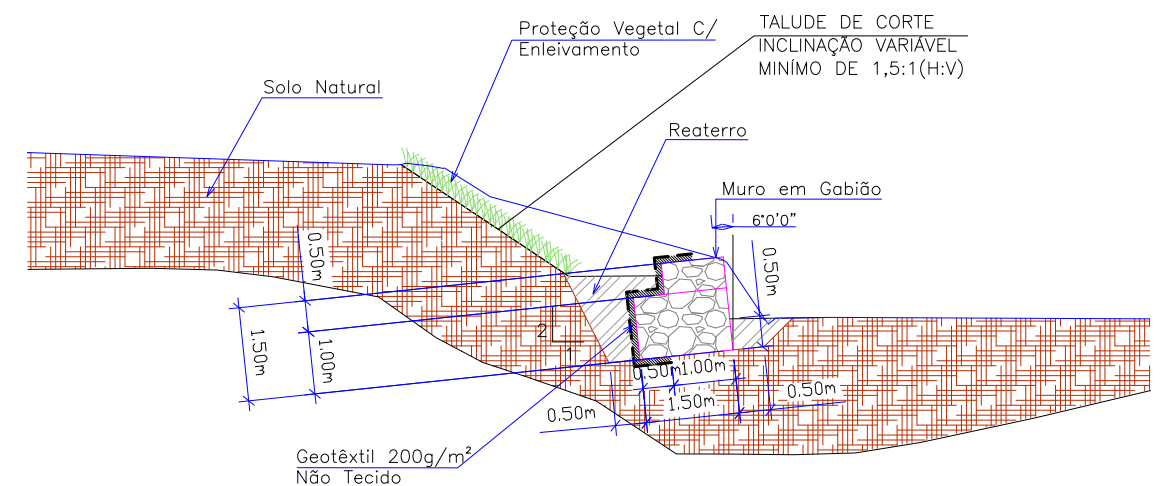 Proteção Vegetal C/
Enleivamento
TALUDE DE CORTE
INCLINAÇÃO VARIÁVEL
MINÍMO DE 1,5:1(H:V)
Solo Natural
Reaterro
Muro em Gabião
6°0'0"
0.50m
0.50m
1.50m
1.00m
2
1
0.50m
1.00m
1.50m
0.50m
0.50m
Geotêxtil 200g/m²
Não Tecido